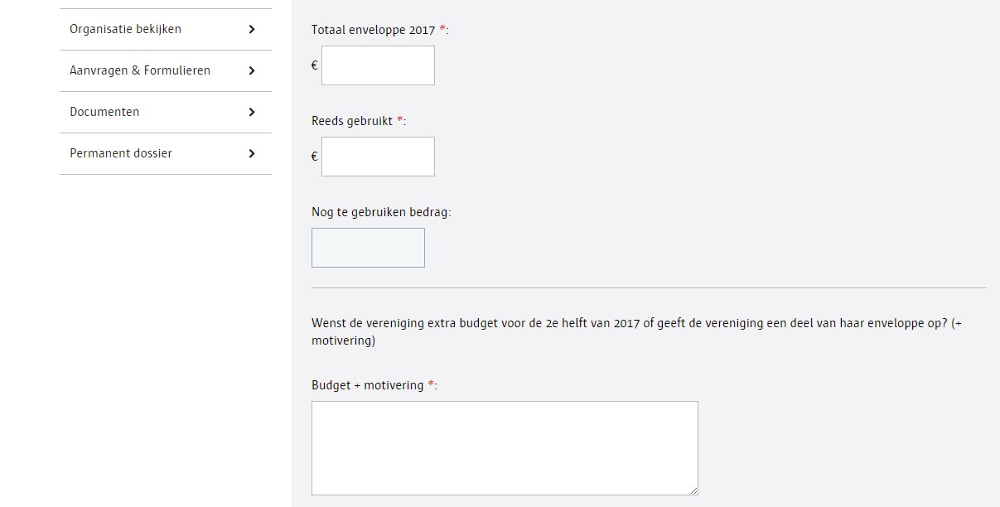 Organisatie bekijken
Aanvragen & Formulieren
Documenten
Permanent dossier
Totaal enveloppe 2017 *:
€
Reeds gebruikt *:
€
Nog te gebruiken bedrag:
Wenst de vereniging extra budget voor de 2e helft van 2017 of geeft de vereniging een deel van haar enveloppe op? (+
motivering)
Budget + motivering *: